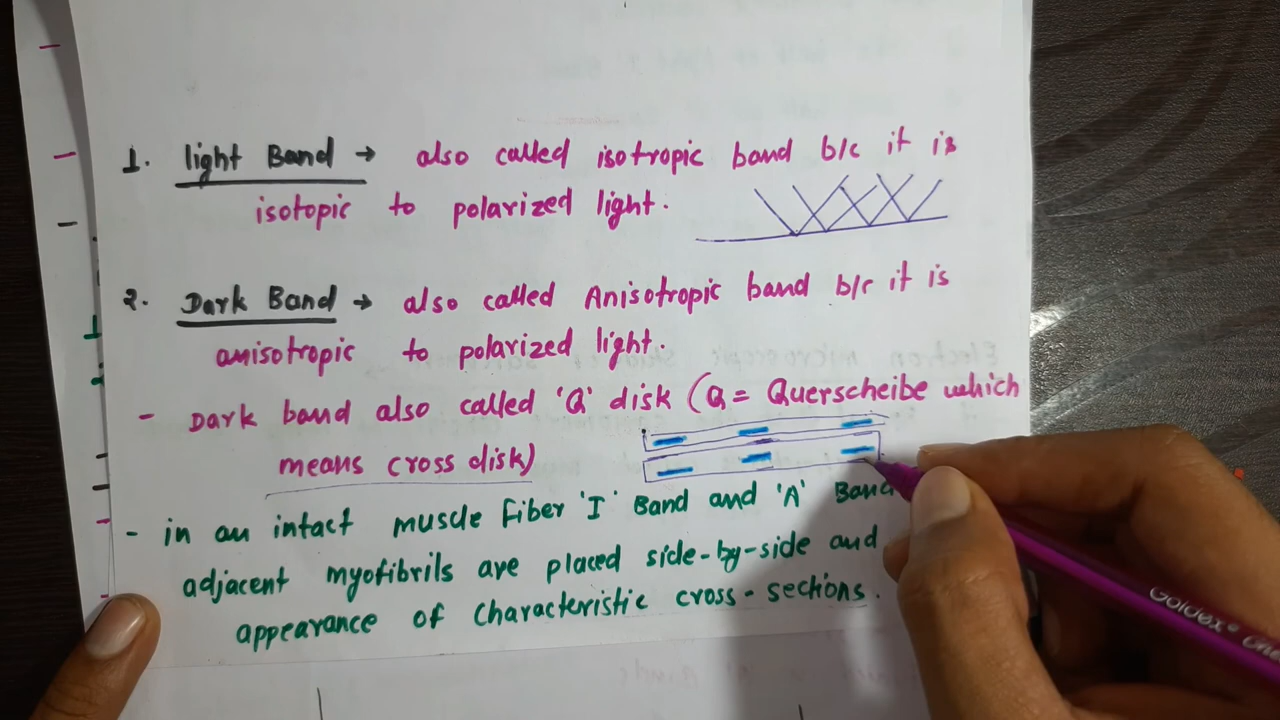 1. light Band → also called isotropic band b/c it is
isotopic to polarized light.
2. Dark Band → also called Anisotropic band b/c it is
anisotropic to polarized light.
- Dark band also called 'Q' disk (Q = Querscheibe which
means cross disk)
- in an intact muscle fiber 'I' Band and 'A' Band
adjacent myofibrils are placed side-by-side and
appearance of characteristic cross-sections.
Goldex